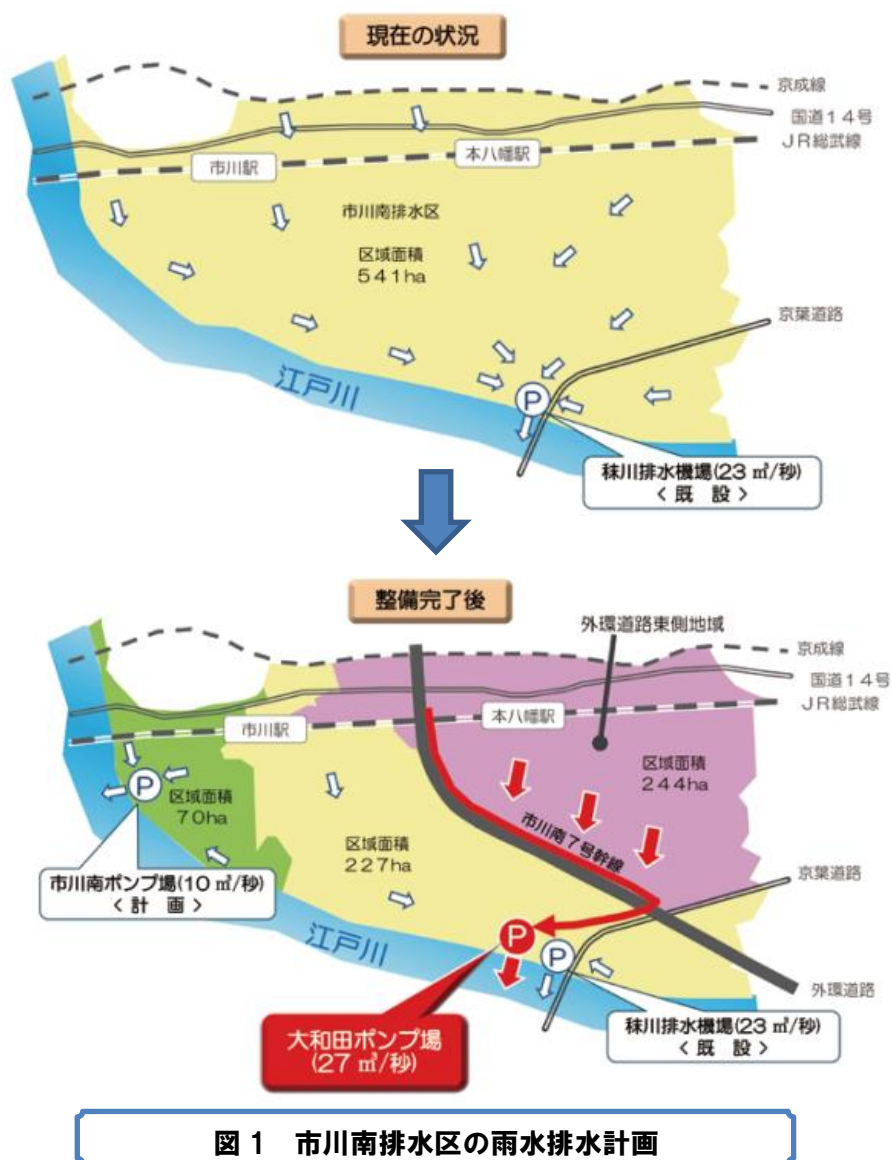 現在の状況
京成線
国道14号
JR総武線
市川駅
本八幡駅
市川南排水区
区域面積
541ha
京葉道路
江戸川
P
秣川排水機場(23 ㎥/秒)
< 既 設 >
整備完了後
外環道路東側地域
京成線
国道14号
JR総武線
市川駅
本八幡駅
区域面積
244ha
P
区域面積
70ha
市川南7号幹線
区域面積
227ha
京葉道路
市川南ポンプ場(10 ㎥/秒)
< 計 画 >
江戸川
P
P
外環道路
大和田ポンプ場
(27 ㎥/秒)
秣川排水機場(23 ㎥/秒)
< 既 設 >
図 1 市川南排水区の雨水排水計画